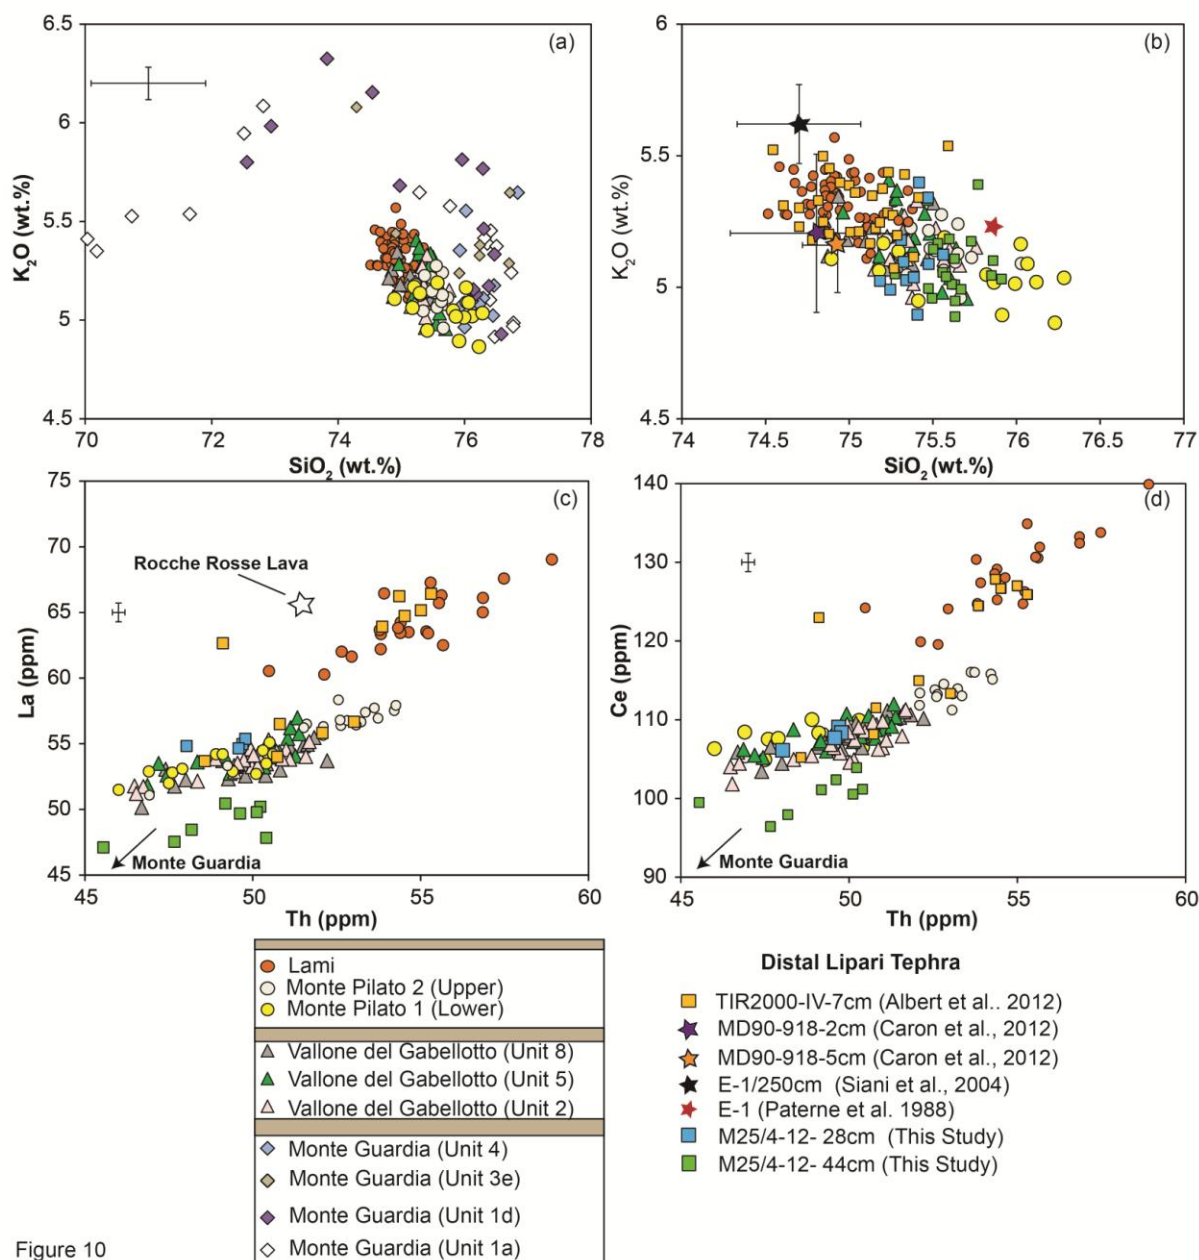 6.5
(a)
6
K2O (wt.%)
5.5
5
4.5
70
72
74
76
78
SiO2 (wt.%)
6
(b)
K2O (wt.%)
5.5
5
4.5
74
74.5
75
75.5
76
76.5
77
SiO2 (wt.%)
75
(c)
70
Rocche Rosse Lava
La (ppm)
65
60
55
50
Monte Guardia
45
45
50
55
60
Th (ppm)
140
(d)
130
Ce (ppm)
120
110
100
Monte Guardia
90
45
50
55
60
Th (ppm)
Lami
Monte Pilato 2 (Upper)
Monte Pilato 1 (Lower)
Vallone del Gabellotto (Unit 8)
Vallone del Gabellotto (Unit 5)
Vallone del Gabellotto (Unit 2)
Monte Guardia (Unit 4)
Monte Guardia (Unit 3e)
Monte Guardia (Unit 1d)
Monte Guardia (Unit 1a)
Distal Lipari Tephra
TIR2000-IV-7cm (Albert et al.. 2012)
MD90-918-2cm (Caron et al., 2012)
MD90-918-5cm (Caron et al., 2012)
E-1/250cm (Siani et al., 2004)
E-1 (Paterne et al. 1988)
M25/4-12- 28cm (This Study)
M25/4-12- 44cm (This Study)
Figure 10